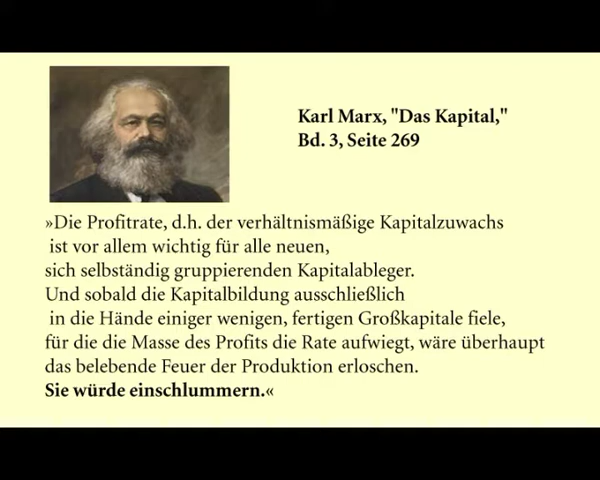 Karl Marx, "Das Kapital,"
Bd. 3, Seite 269
»Die Profitrate, d.h. der verhältnismäßige Kapitalzuwachs
ist vor allem wichtig für alle neuen,
sich selbständig gruppierenden Kapitalableger.
Und sobald die Kapitalbildung ausschließlich
in die Hände einiger wenigen, fertigen Großkapitale fiele,
für die die Masse des Profits die Rate aufwiegt, wäre überhaupt
das belebende Feuer der Produktion erloschen.
Sie würde einschlummern.«